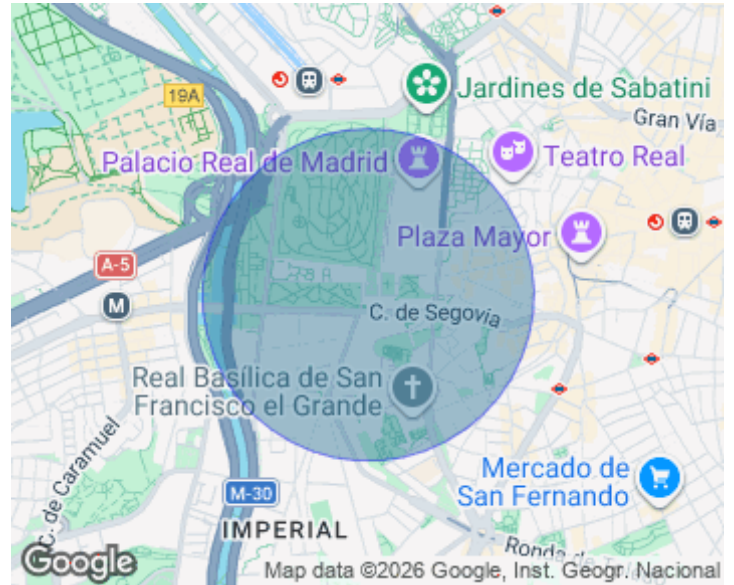 Jardines de Sabatini
19A
Gran Vía
Palacio Real de Madrid
Teatro Real
Plaza Mayor
A-5
M
C. de Segovia
Real Basílica de San
Francisco el Grande
C. de Caramuel
Mercado de
San Fernando
M-30
IMPERIAL
Ronda de
Google
Map data ©2026 Google, Inst. Geogr. Nacional